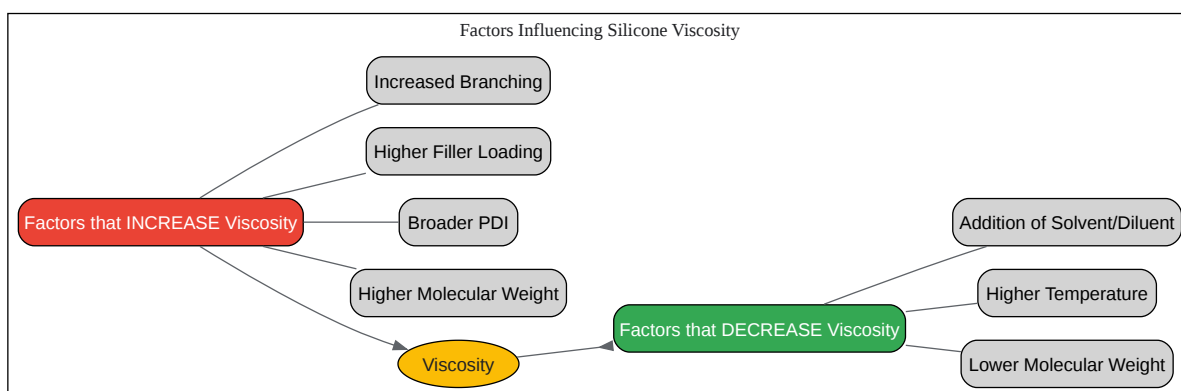 Factors Influencing Silicone Viscosity
Increased Branching
Higher Filler Loading
Factors that INCREASE Viscosity
Broader PDI
Higher Molecular Weight
Viscosity
Factors that DECREASE Viscosity
Addition of Solvent/Diluent
Higher Temperature
Lower Molecular Weight